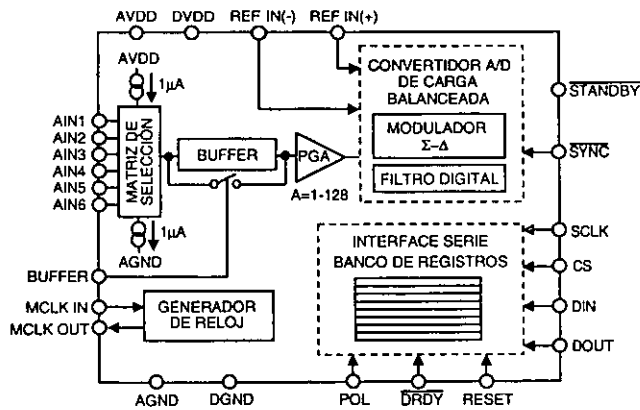 AVDD DVDD REF IN(-) REF IN(+)
AVDD
1µA
CONVERTIDOR A/D
DE CARGA
BALANCEADA
MODULADOR
Σ-Δ
FILTRO DIGITAL
STANDBY
SYNC
AIN1
AIN2
AIN3
AIN4
AIN5
AIN6
MATRIZ DE
SELECCIÓN
BUFFER
PGA
A=1-128
1µA
AGND
BUFFER
MCLK IN
MCLK OUT
GENERADOR
DE RELOJ
INTERFACE SERIE
BANCO DE REGISTROS
SCLK
CS
DIN
DOUT
AGND DGND POL DRDY RESET